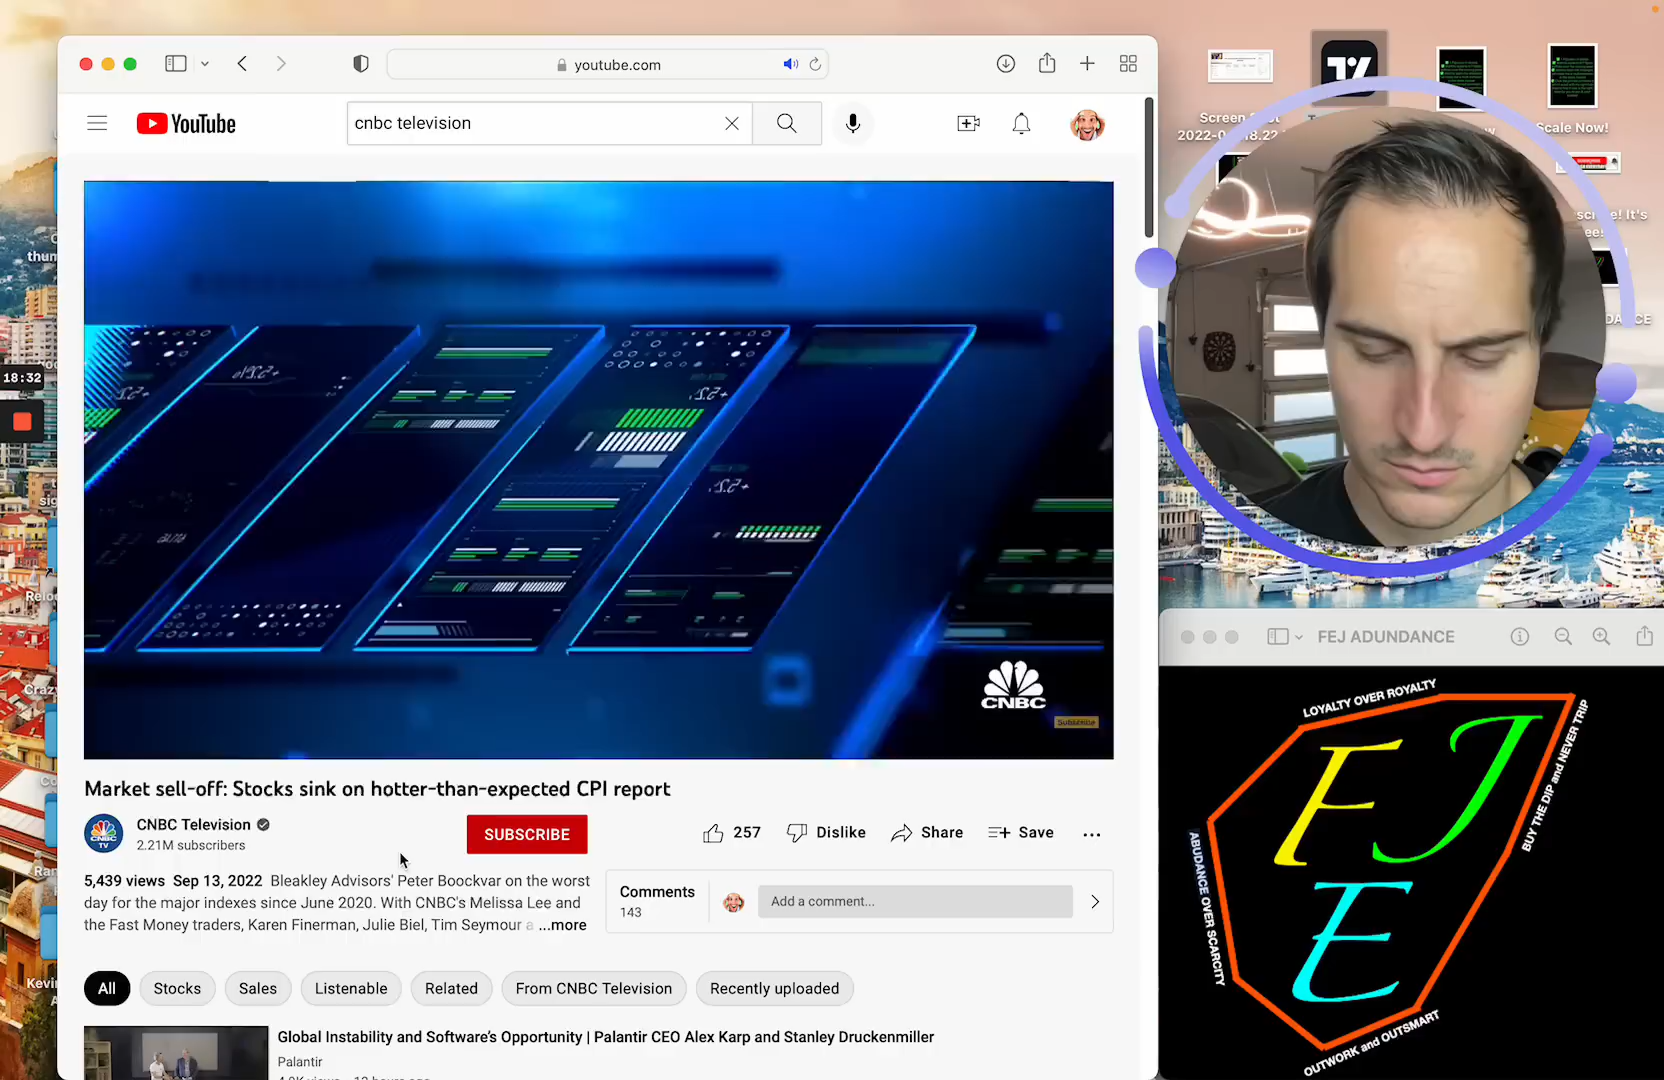 youtube.com
YouTube
cnbc television
CNBC
Subscribe
Market sell-off: Stocks sink on hotter-than-expected CPI report
CNBC Television
2.21M subscribers
SUBSCRIBE
257
Dislike
Share
Save
5,439 views Sep 13, 2022 Bleakley Advisors' Peter Boockvar on the worst
day for the major indexes since June 2020. With CNBC's Melissa Lee and
the Fast Money traders, Karen Finerman, Julie Biel, Tim Seymour a ...more
Comments
143
Add a comment...
All
Stocks
Sales
Listenable
Related
From CNBC Television
Recently uploaded
Global Instability and Software's Opportunity | Palantir CEO Alex Karp and Stanley Druckenmiller
Palantir
18:32
Scale Now!
FEJ ADUNDANCE
LOYALTY OVER ROYALTY
BUY THE DIP and NEVER TRIP
ABUDANCE OVER SCARCITY
OUTWORK and OUTSMART
F J
E